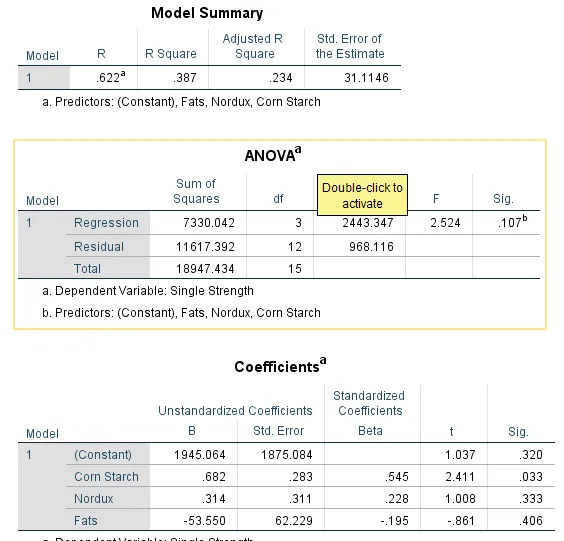 Model Summary
Model R R Square Adjusted R Square Std. Error of the Estimate
1 .622a .387 .234 31.1146
a. Predictors: (Constant), Fats, Nordux, Corn Starch
ANOVAa
Model Sum of Squares df Double-click to activate F Sig.
1 Regression 7330.042 3 2443.347 2.524 .107b
Residual 11617.392 12 968.116
Total 18947.434 15
a. Dependent Variable: Single Strength
b. Predictors: (Constant), Fats, Nordux, Corn Starch
Coefficientsa
Unstandardized Coefficients Standardized Coefficients
Model B Std. Error Beta t Sig.
1 (Constant) 1945.064 1875.084 1.037 .320
Corn Starch .682 .283 .545 2.411 .033
Nordux .314 .311 .228 1.008 .333
Fats -53.550 62.229 -.195 -.861 .406
a. Dependent Variable: Single Strength